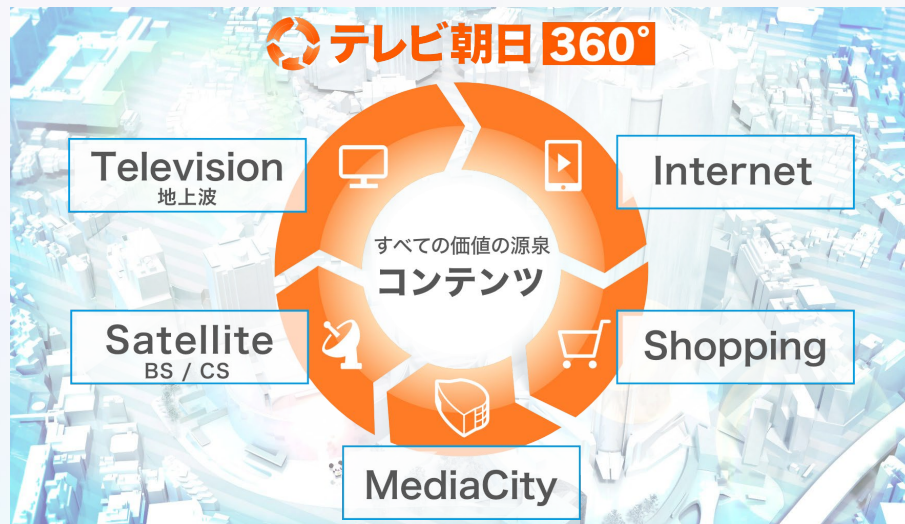 テレビ朝日 360°
Television
地上波
Internet
すべての価値の源泉
コンテンツ
Satellite
BS / CS
Shopping
MediaCity